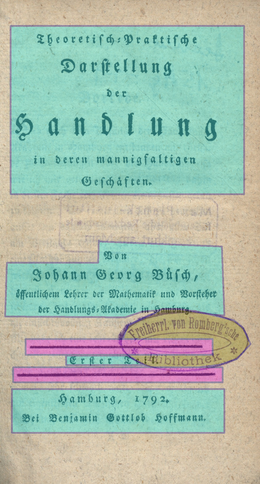 Theoretisch-Praktische
Darstellung
der
Handlung
in deren mannigfaltigen
Geschäften.
Von
Johann Georg Büsch,
öffentlichem Lehrer der Mathematik und Vorsteher
der Handlungs-Akademie in Hamburg.
Freiherrl. von Homberg'sche
Bibliothek
Erster
Hamburg, 1792.
Bei Benjamin Gottlob Hoffmann.